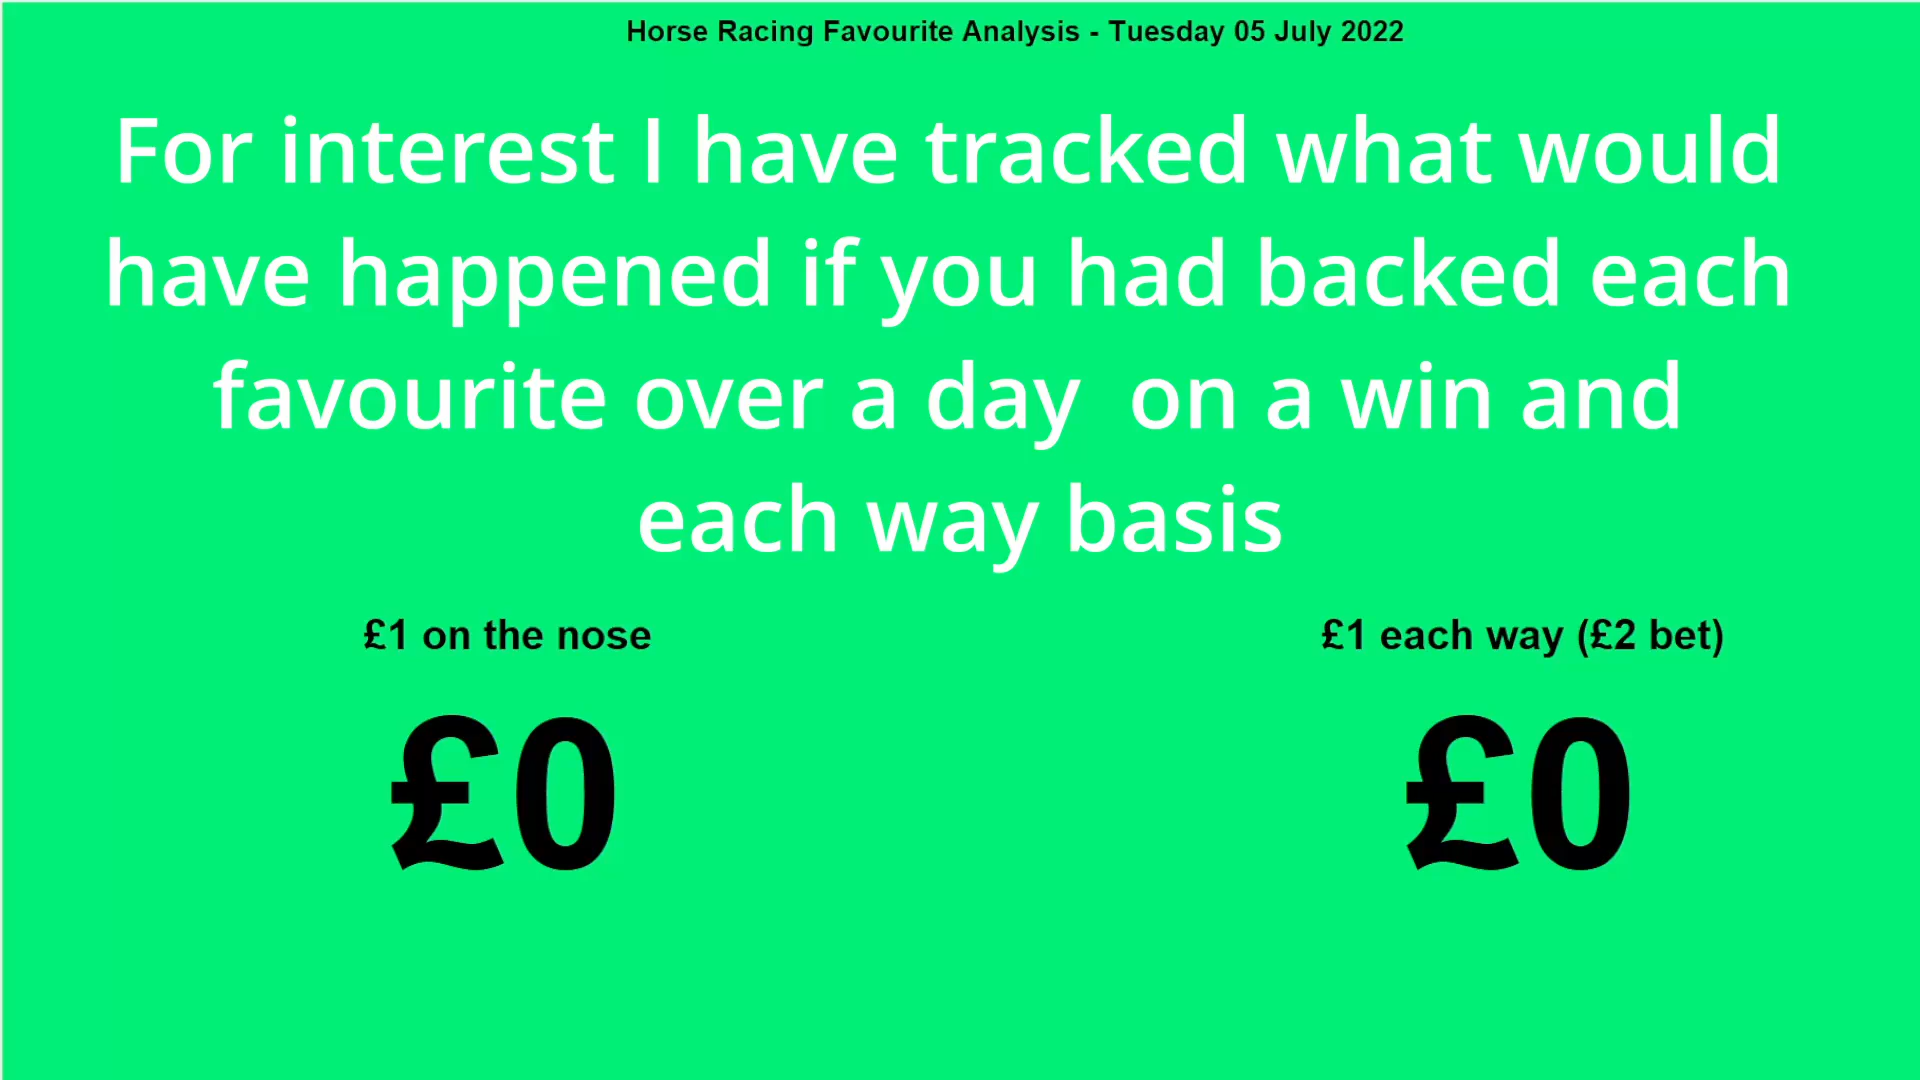 Horse Racing Favourite Analysis - Tuesday 05 July 2022
For interest I have tracked what would
have happened if you had backed each
favourite over a day  on a win and
each way basis
£1 on the nose
£1 each way (£2 bet)
£0
£0